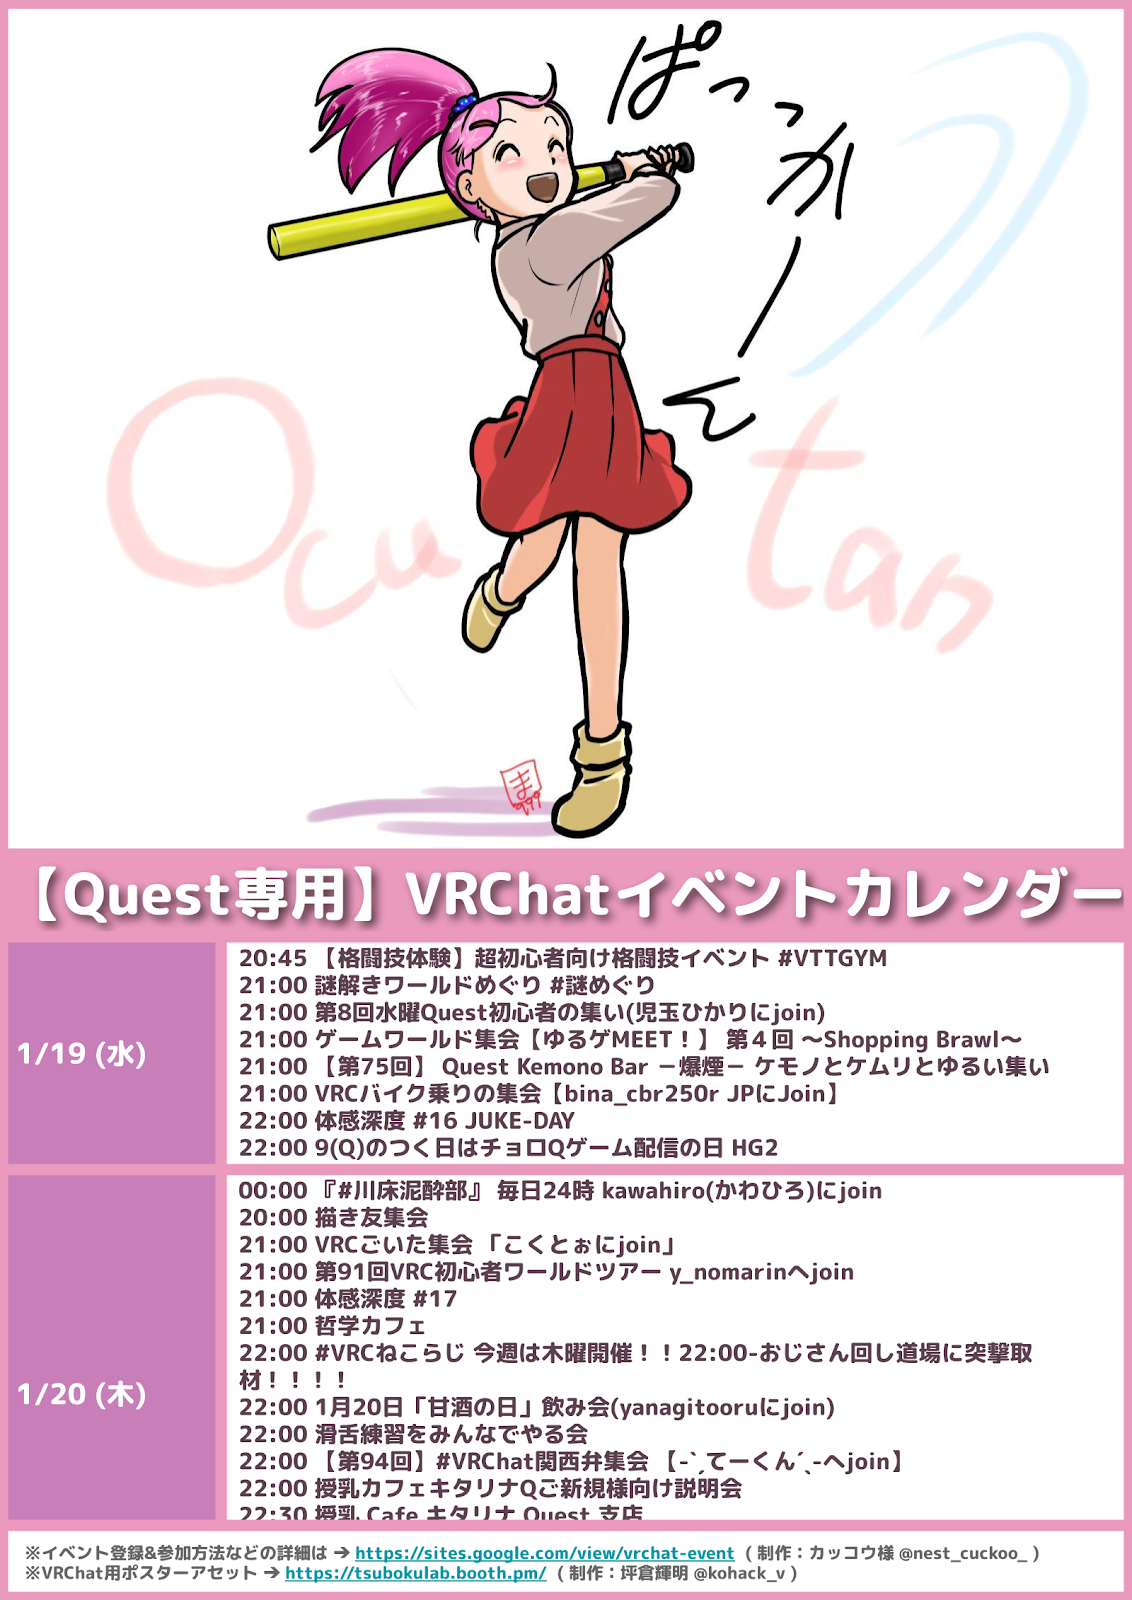 ぱっっかーん
Ocu tan
ま
999
【Quest専用】VRChatイベントカレンダー
1/19 (水)
20:45 【格闘技体験】超初心者向け格闘技イベント #VTTGYM
21:00 謎解きワールドめぐり #謎めぐり
21:00 第8回水曜Quest初心者の集い(児玉ひかりにjoin)
21:00 ゲームワールド集会【ゆるゲMEET！】 第４回 ～Shopping Brawl～
21:00 【第75回】 Quest Kemono Bar －爆煙－ ケモノとケムリとゆるい集い
21:00 VRCバイク乗りの集会【bina_cbr250r JPにJoin】
22:00 体感深度 #16 JUKE-DAY
22:00 9(Q)のつく日はチョロQゲーム配信の日 HG2
1/20 (木)
00:00 『#川床泥酔部』 毎日24時 kawahiro(かわひろ)にjoin
20:00 描き友集会
21:00 VRCごいた集会 「こくとぉにjoin」
21:00 第91回VRC初心者ワールドツアー y_nomarinへjoin
21:00 体感深度 #17
21:00 哲学カフェ
22:00 #VRCねこらじ 今週は木曜開催！！22:00-おじさん回し道場に突撃取
材！！！！
22:00 1月20日「甘酒の日」飲み会(yanagitooruにjoin)
22:00 滑舌練習をみんなでやる会
22:00 【第94回】#VRChat関西弁集会 【-ˋˏてーくんˊˎ-へjoin】
22:00 授乳カフェキタリナQご新規様向け説明会
22:30 授乳 Cafe キタリナ Quest 支店
※イベント登録&参加方法などの詳細は ➔ https://sites.google.com/view/vrchat-event ( 制作：カッコウ様 @nest_cuckoo_ )
※VRChat用ポスターアセット ➔ https://tsubokulab.booth.pm/ ( 制作：坪倉輝明 @kohack_v )